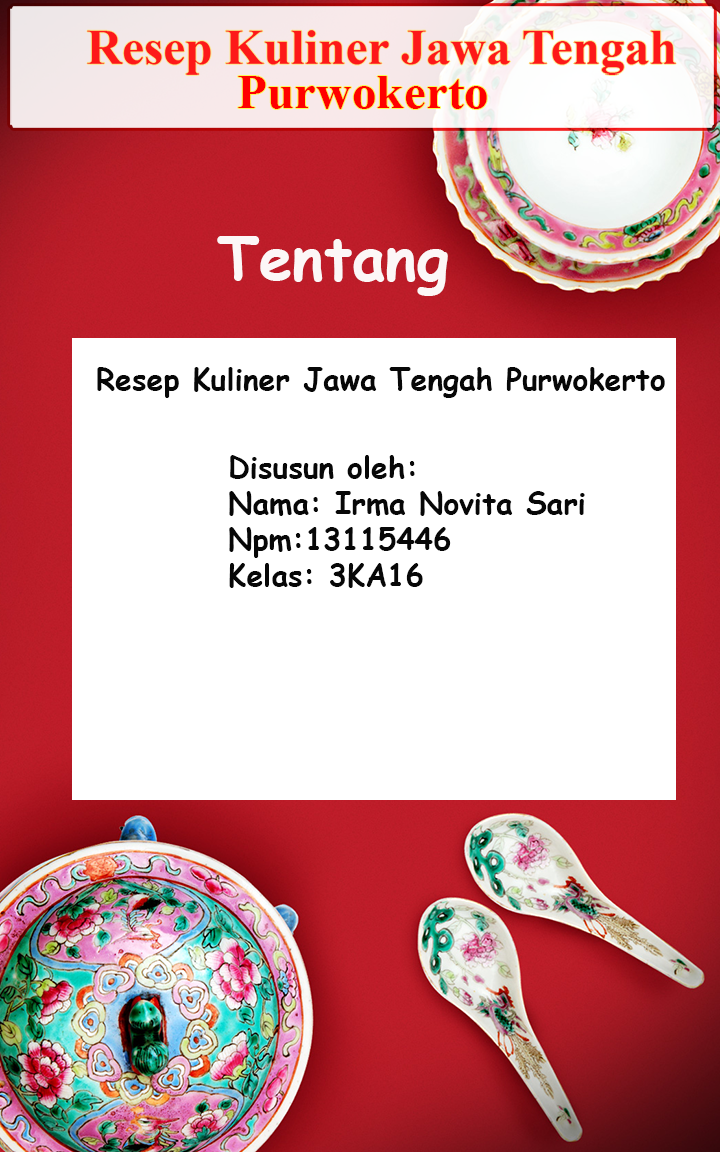 Resep Kuliner Jawa Tengah
Purwokerto
Tentang
Resep Kuliner Jawa Tengah Purwokerto
Disusun oleh:
Nama: Irma Novita Sari
Npm:13115446
Kelas: 3KA16